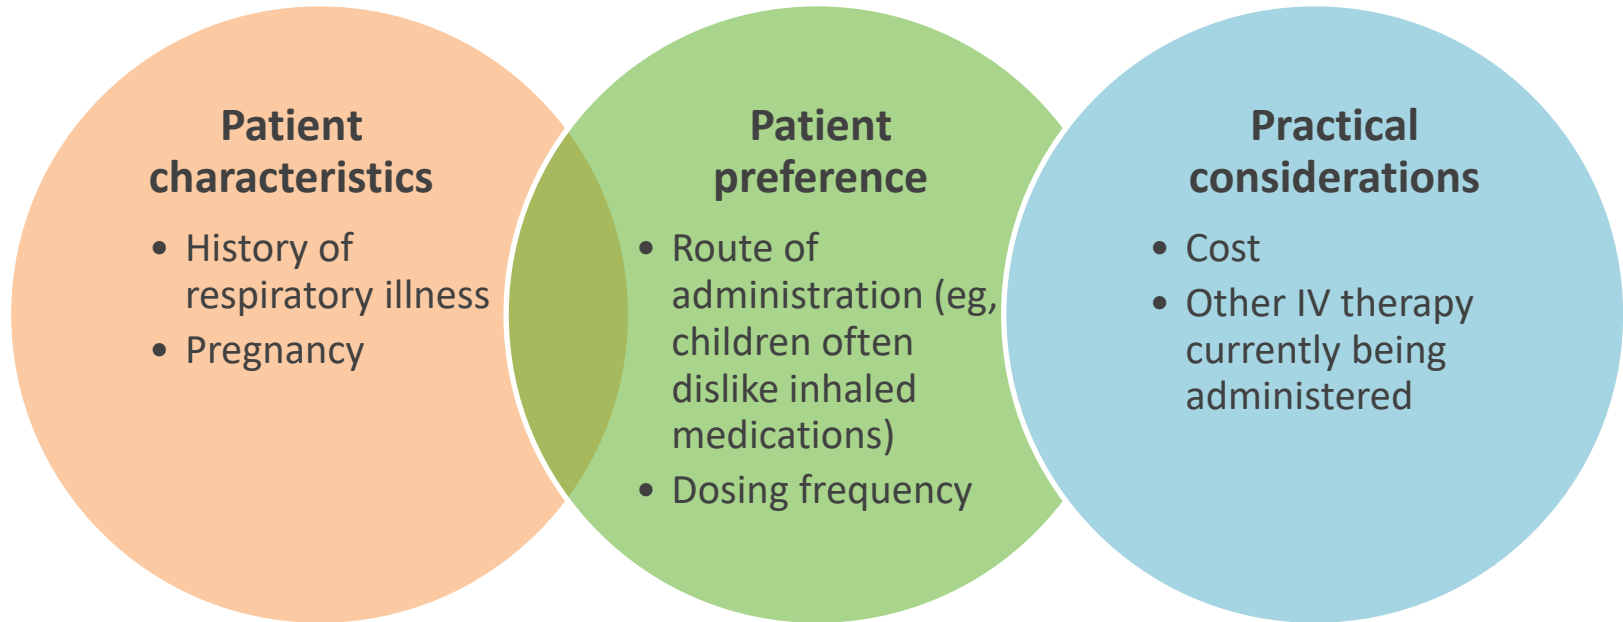 Patient
characteristics
• History of
respiratory illness
• Pregnancy
Patient
preference
• Route of
administration (eg,
children often
dislike inhaled
medications)
• Dosing frequency
Practical
considerations
• Cost
• Other IV therapy
currently being
administered